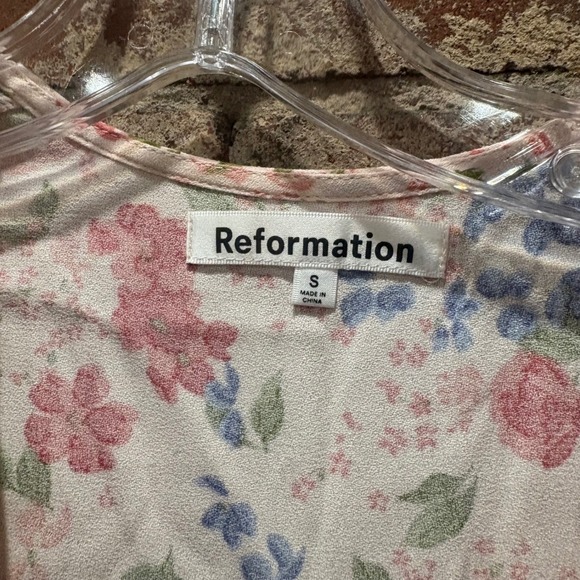 Reformation
S
MADE IN
CHINA